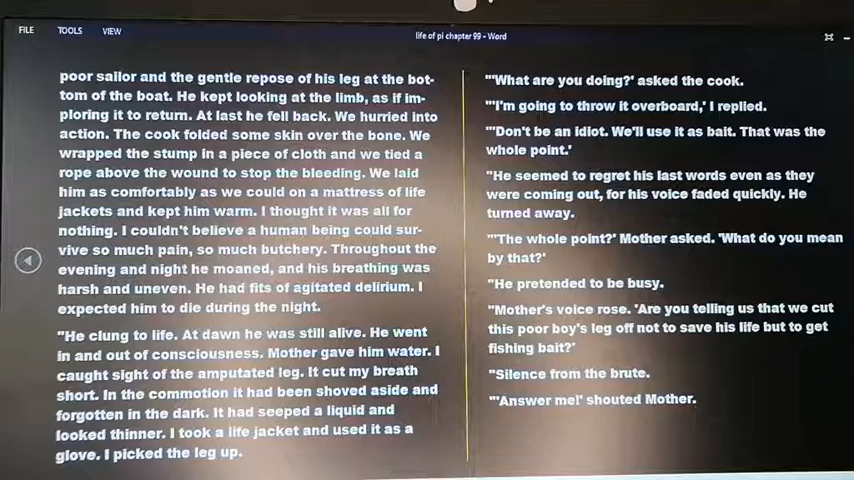 FILE TOOLS VIEW
life of pi chapter 99 - Word
poor sailor and the gentle repose of his leg at the bot-
tom of the boat. He kept looking at the limb, as if im-
ploring it to return. At last he fell back. We hurried into
action. The cook folded some skin over the bone. We
wrapped the stump in a piece of cloth and we tied a
rope above the wound to stop the bleeding. We laid
him as comfortably as we could on a mattress of life
jackets and kept him warm. I thought it was all for
nothing. I couldn't believe a human being could sur-
vive so much pain, so much butchery. Throughout the
evening and night he moaned, and his breathing was
harsh and uneven. He had fits of agitated delirium. I
expected him to die during the night.
"He clung to life. At dawn he was still alive. He went
in and out of consciousness. Mother gave him water. I
caught sight of the amputated leg. It cut my breath
short. In the commotion it had been shoved aside and
forgotten in the dark. It had seeped a liquid and
looked thinner. I took a life jacket and used it as a
glove. I picked the leg up.
"'What are you doing?' asked the cook.
"'I'm going to throw it overboard,' I replied.
"'Don't be an idiot. We'll use it as bait. That was the
whole point.'
"He seemed to regret his last words even as they
were coming out, for his voice faded quickly. He
turned away.
"'The whole point?' Mother asked. 'What do you mean
by that?'
"He pretended to be busy.
"Mother's voice rose. 'Are you telling us that we cut
this poor boy's leg off not to save his life but to get
fishing bait?'
"Silence from the brute.
"'Answer me!' shouted Mother.